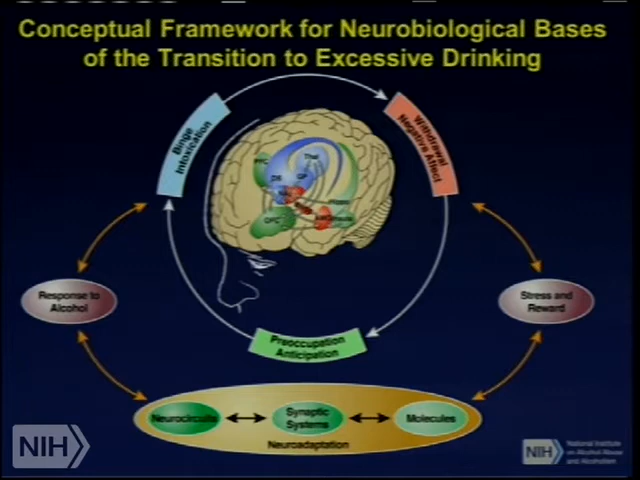 Conceptual Framework for Neurobiological Bases
of the Transition to Excessive Drinking
Binge
Intoxication
Withdrawal
Negative Affect
PFC
Thal
DS
GP
OFC
Response to
Alcohol
Stress and
Reward
Preoccupation
Anticipation
Neurocircuits
Synaptic
Systems
Molecules
Neuroadaptation
NIH
NIH
National Institute
on Alcohol Abuse
and Alcoholism